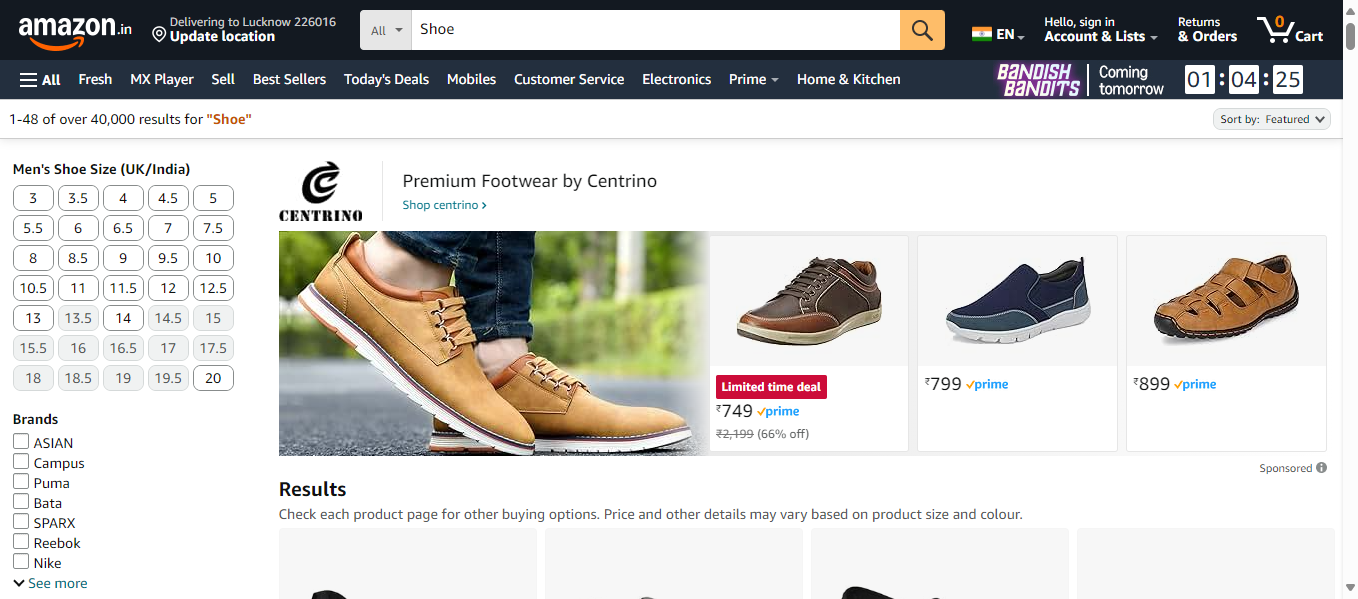 amazon.in
Delivering to Lucknow 226016
Update location
All
Shoe
EN
Hello, sign in
Account & Lists
Returns
& Orders
0
Cart
All
Fresh
MX Player
Sell
Best Sellers
Today's Deals
Mobiles
Customer Service
Electronics
Prime
Home & Kitchen
BANDISH
BANDITS
Coming
tomorrow
01 : 04 : 25
1-48 of over 40,000 results for "Shoe"
Sort by: Featured
Men's Shoe Size (UK/India)
3 3.5 4 4.5 5
5.5 6 6.5 7 7.5
8 8.5 9 9.5 10
10.5 11 11.5 12 12.5
13 13.5 14 14.5 15
15.5 16 16.5 17 17.5
18 18.5 19 19.5 20
Brands
ASIAN
Campus
Puma
Bata
SPARX
Reebok
Nike
See more
CENTRINO
Premium Footwear by Centrino
Shop centrino ›
Limited time deal
₹749 prime
₹2,199 (66% off)
₹799 prime
₹899 prime
Sponsored
Results
Check each product page for other buying options. Price and other details may vary based on product size and colour.